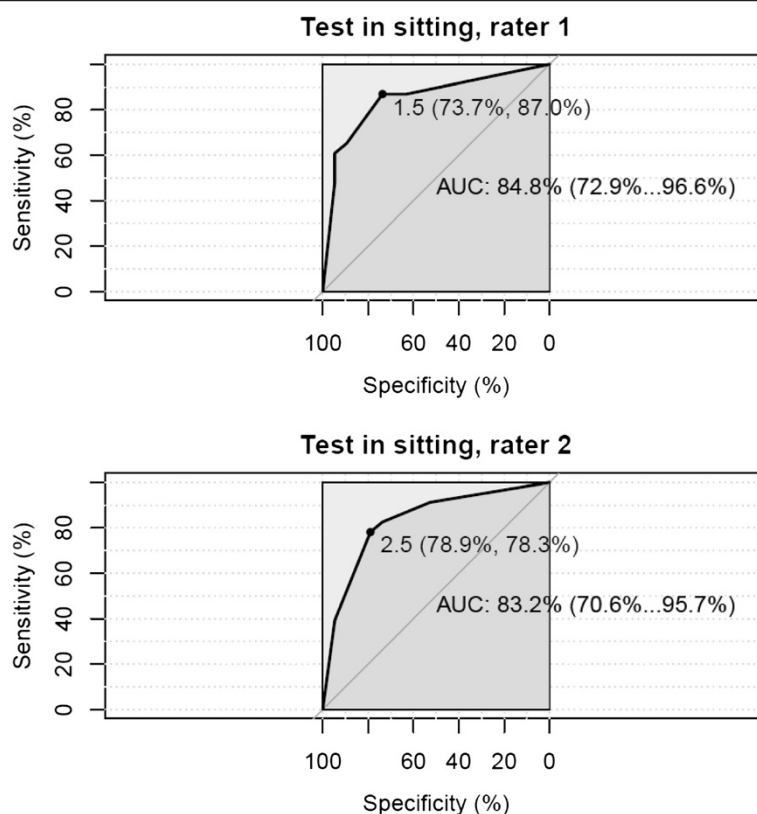 Test in sitting, rater 1
Sensitivity (%)
80
60
40
20
0
1.5 (73.7%, 87.0%)
AUC: 84.8% (72.9%...96.6%)
100 60 40 20 0
Specificity (%)
Test in sitting, rater 2
Sensitivity (%)
80
60
40
20
0
2.5 (78.9%, 78.3%)
AUC: 83.2% (70.6%...95.7%)
100 60 40 20 0
Specificity (%)